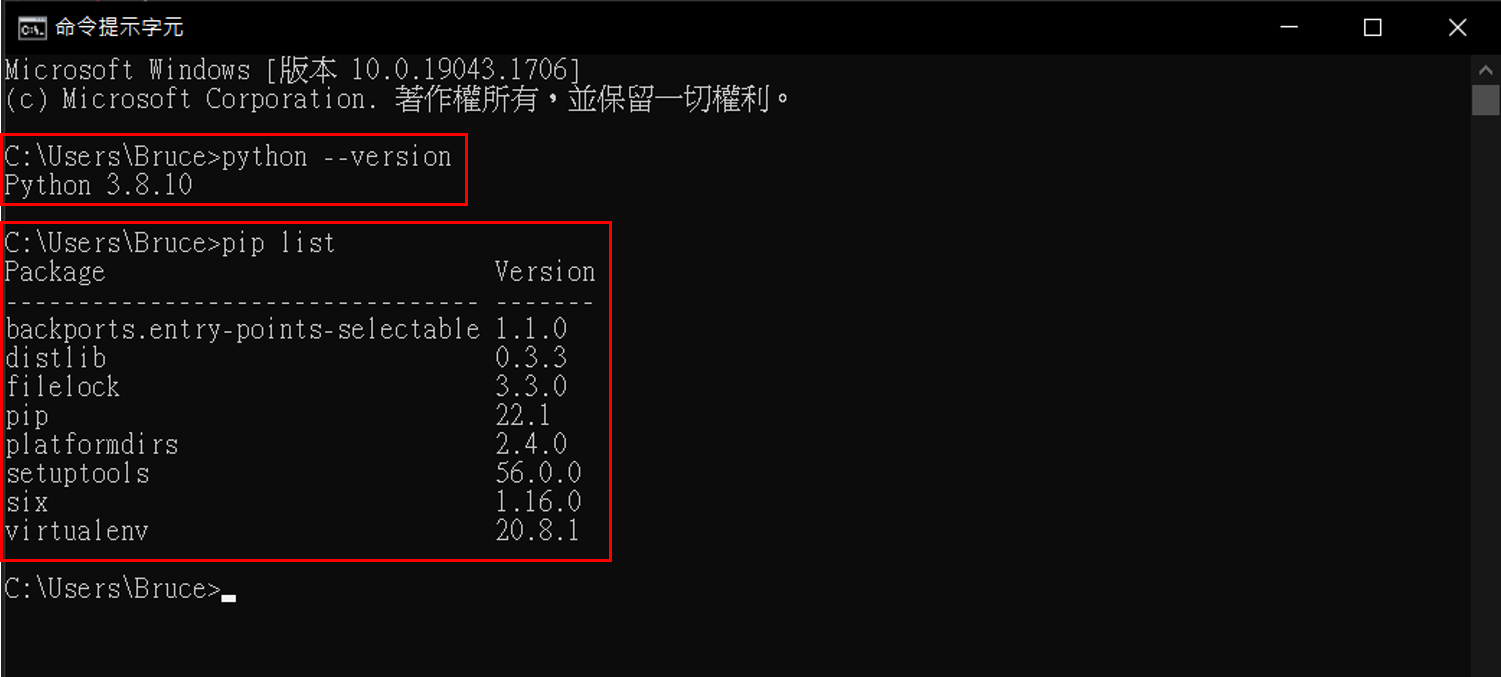 命令提示字元
Microsoft Windows [版本 10.0.19043.1706]
(c) Microsoft Corporation. 著作權所有，並保留一切權利。
C:\Users\Bruce>python --version
Python 3.8.10
C:\Users\Bruce>pip list
Package                          Version
--------------------------------- -------
backports.entry-points-selectable 1.1.0
distlib                           0.3.3
filelock                          3.3.0
pip                               22.1
platformdirs                      2.4.0
setuptools                        56.0.0
six                               1.16.0
virtualenv                        20.8.1
C:\Users\Bruce>